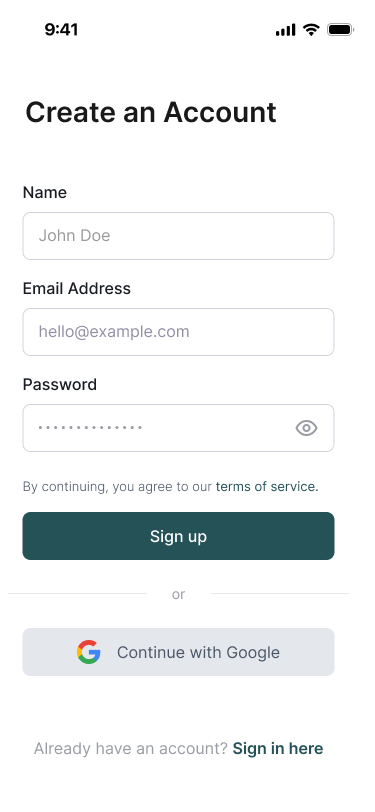 9:41
Create an Account
Name
John Doe
Email Address
hello@example.com
Password
By continuing, you agree to our terms of service.
Sign up
or
Continue with Google
Already have an account? Sign in here